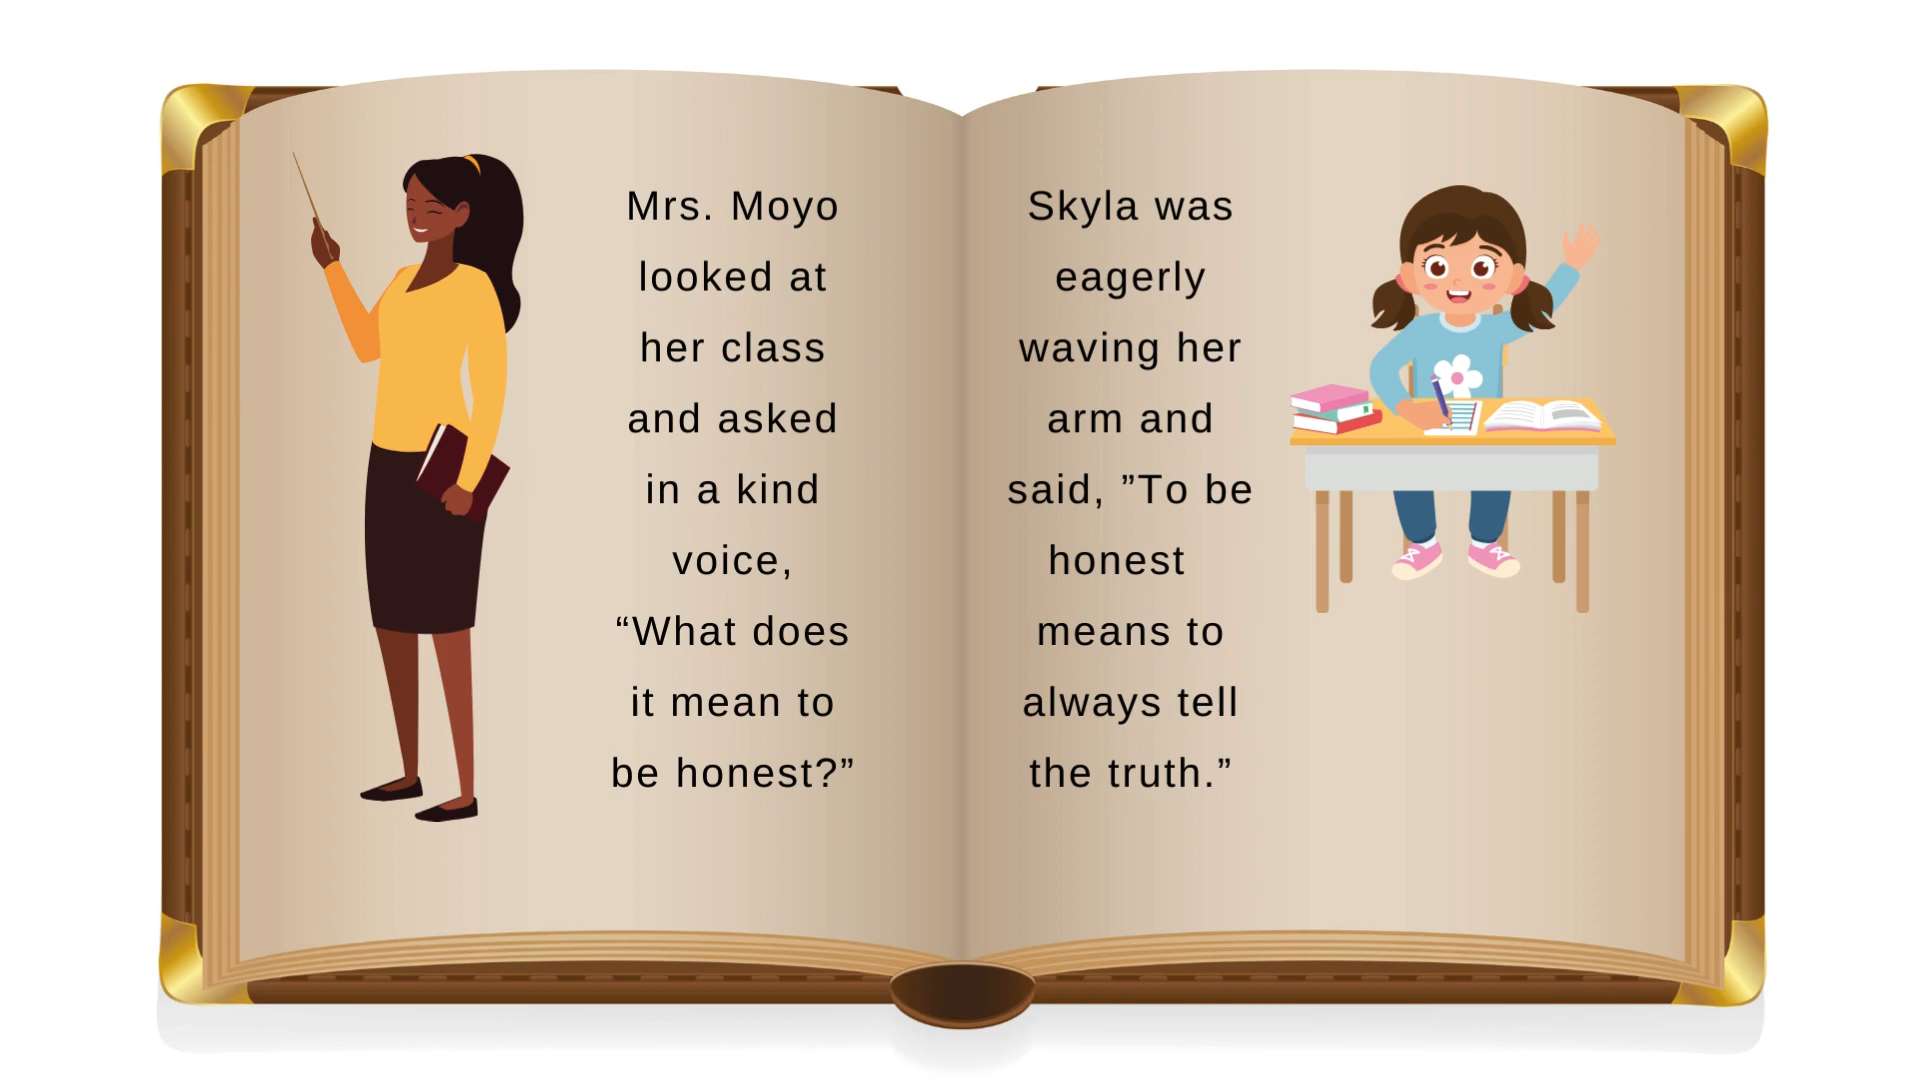 Mrs. Moyo
looked at
her class
and asked
in a kind
voice,
“What does
it mean to
be honest?”
Skyla was
eagerly
waving her
arm and
said, ”To be
honest
means to
always tell
the truth.”